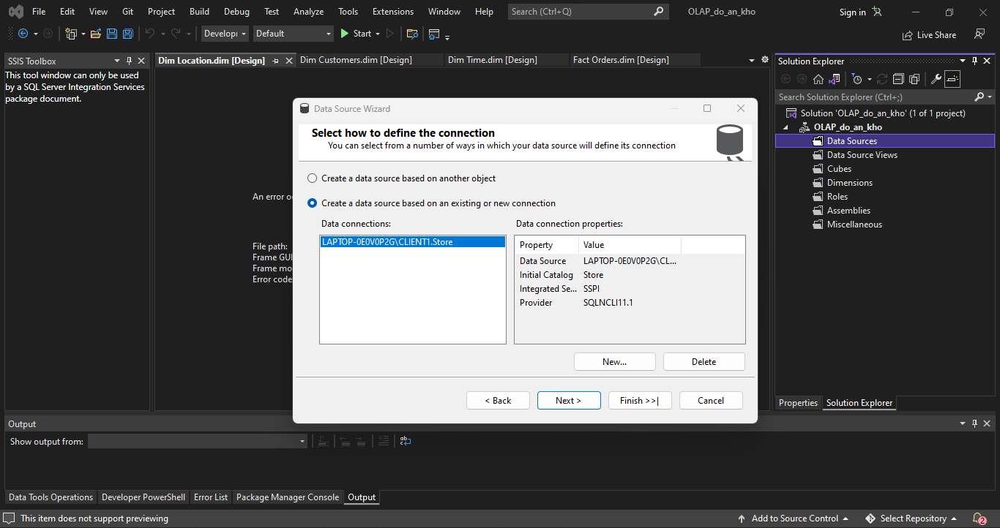 File Edit View Git Project Build Debug Test Analyze Tools Extensions Window Help Search (Ctrl+Q) OLAP_do_an_kho Sign in
Default Start Live Share
SSIS Toolbox
This tool window can only be used
by a SQL Server Integration Services
package document.
Dim Location.dim [Design] Dim Customers.dim [Design] Dim Time.dim [Design] Fact Orders.dim [Design]
An error
File path:
Frame GUI
Frame mo
Error code
Data Source Wizard
Select how to define the connection
You can select from a number of ways in which your data source will define its connection
Create a data source based on another object
Create a data source based on an existing or new connection
Data connections:
LAPTOP-0E0V0P2G\CLIENT1.Store
Data connection properties:
Property Value
Data Source LAPTOP-0E0V0P2G\CL...
Initial Catalog Store
Integrated Se... SSPI
Provider SQLNCLI11.1
New... Delete
< Back Next > Finish >>| Cancel
Solution Explorer
Search Solution Explorer (Ctrl+;)
Solution 'OLAP_do_an_kho' (1 of 1 project)
OLAP_do_an_kho
Data Sources
Data Source Views
Cubes
Dimensions
Roles
Assemblies
Miscellaneous
Properties Solution Explorer
Output
Show output from:
Data Tools Operations Developer PowerShell Error List Package Manager Console Output
This item does not support previewing Add to Source Control Select Repository 2